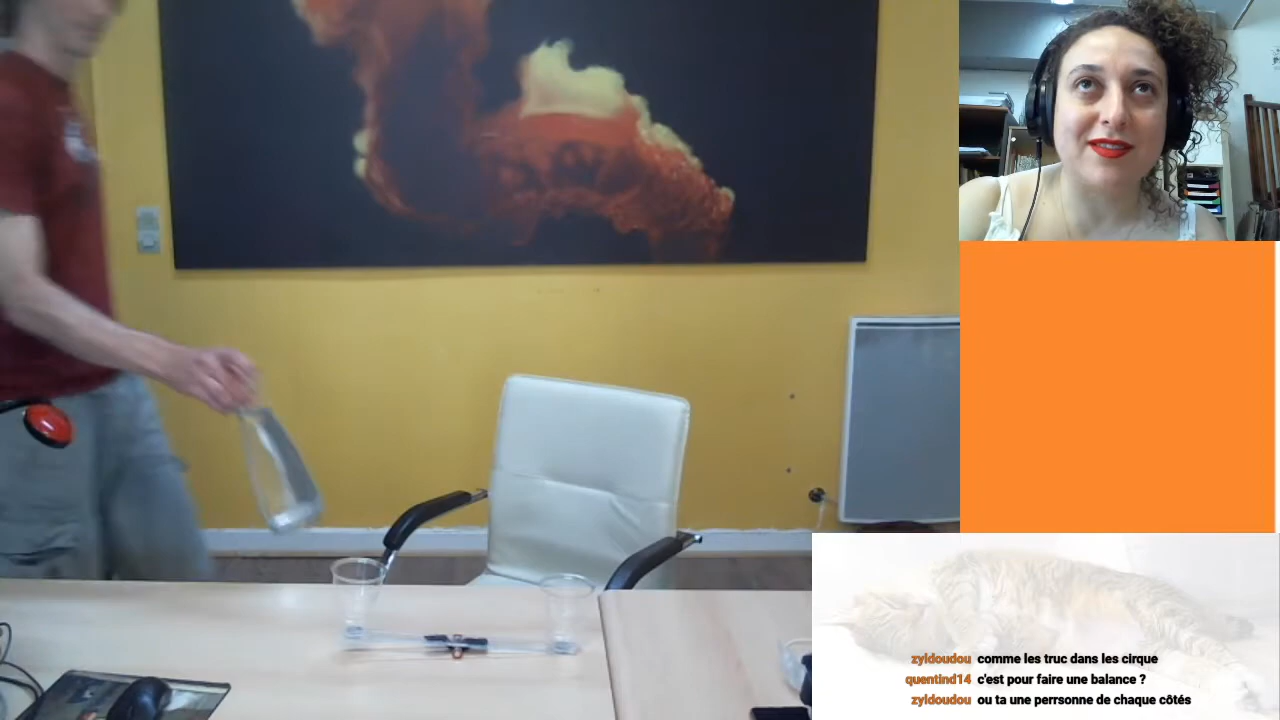 zyldoudou comme les truc dans les cirque
quentind14 c'est pour faire une balance ?
zyldoudou ou ta une perrsonne de chaque côtés